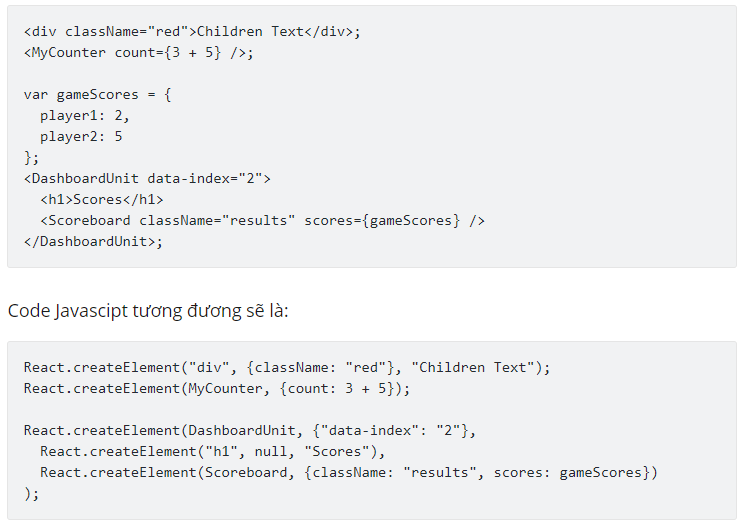 <div className="red">Children Text</div>;
<MyCounter count={3 + 5} />;
var gameScores = {
  player1: 2,
  player2: 5
};
<DashboardUnit data-index="2">
  <h1>Scores</h1>
  <Scoreboard className="results" scores={gameScores} />
</DashboardUnit>;
Code Javascipt tương đương sẽ là:
React.createElement("div", {className: "red"}, "Children Text");
React.createElement(MyCounter, {count: 3 + 5});
React.createElement(DashboardUnit, {"data-index": "2"},
  React.createElement("h1", null, "Scores"),
  React.createElement(Scoreboard, {className: "results", scores: gameScores})
);